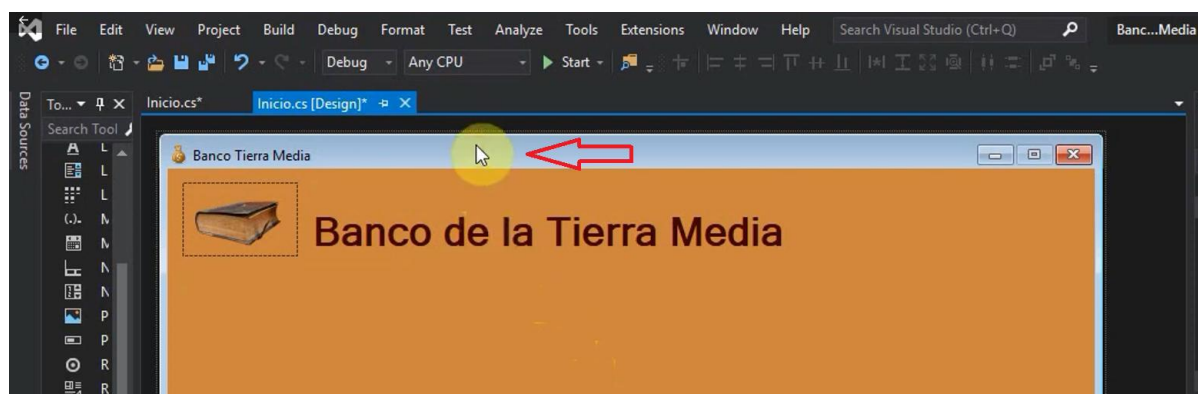 File Edit View Project Build Debug Format Test Analyze Tools Extensions Window Help Search Visual Studio (Ctrl+Q) Banc...Media
Debug Any CPU Start
Data Sources
To...
Inicio.cs* Inicio.cs [Design]*
Search Tool
Banco Tierra Media
A L
L
L
(.)- M
M
N
N
P
P
R
R
Banco de la Tierra Media